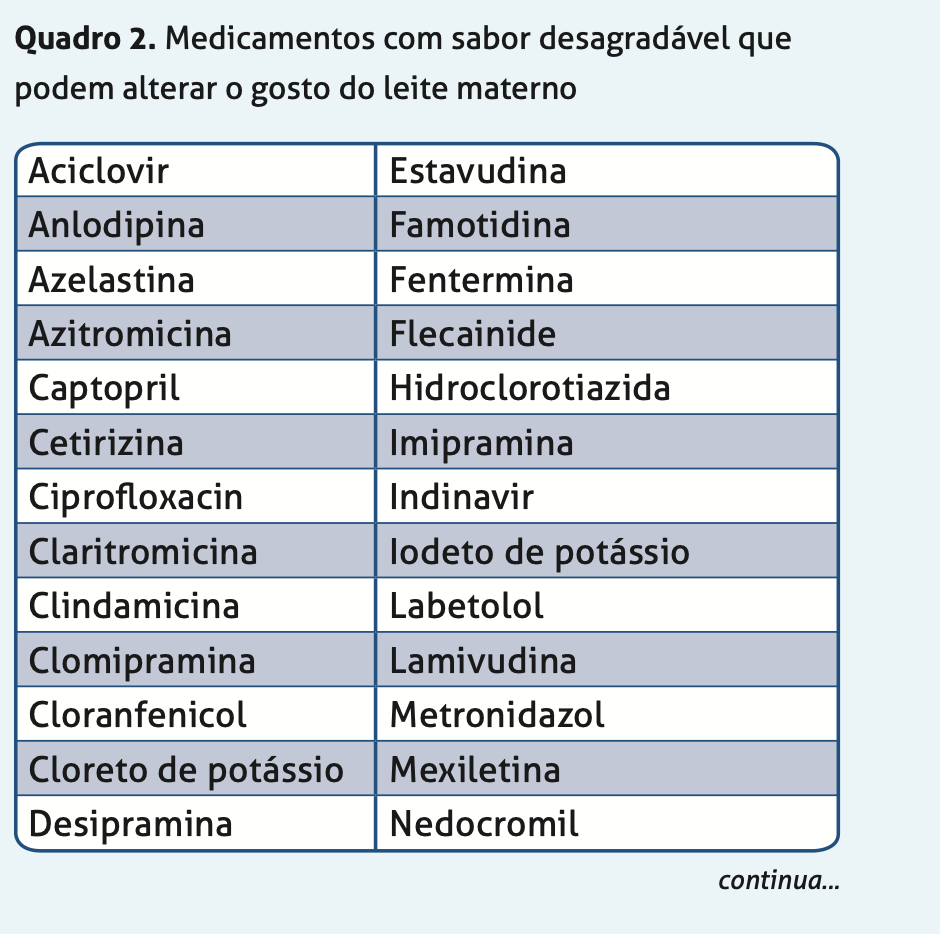 Quadro 2. Medicamentos com sabor desagradável que
podem alterar o gosto do leite materno
Aciclovir Estavudina
Anlodipina Famotidina
Azelastina Fentermina
Azitromicina Flecainide
Captopril Hidroclorotiazida
Cetirizina Imipramina
Ciprofloxacin Indinavir
Claritromicina Iodeto de potássio
Clindamicina Labetolol
Clomipramina Lamivudina
Cloranfenicol Metronidazol
Cloreto de potássio Mexiletina
Desipramina Nedocromil
continua...